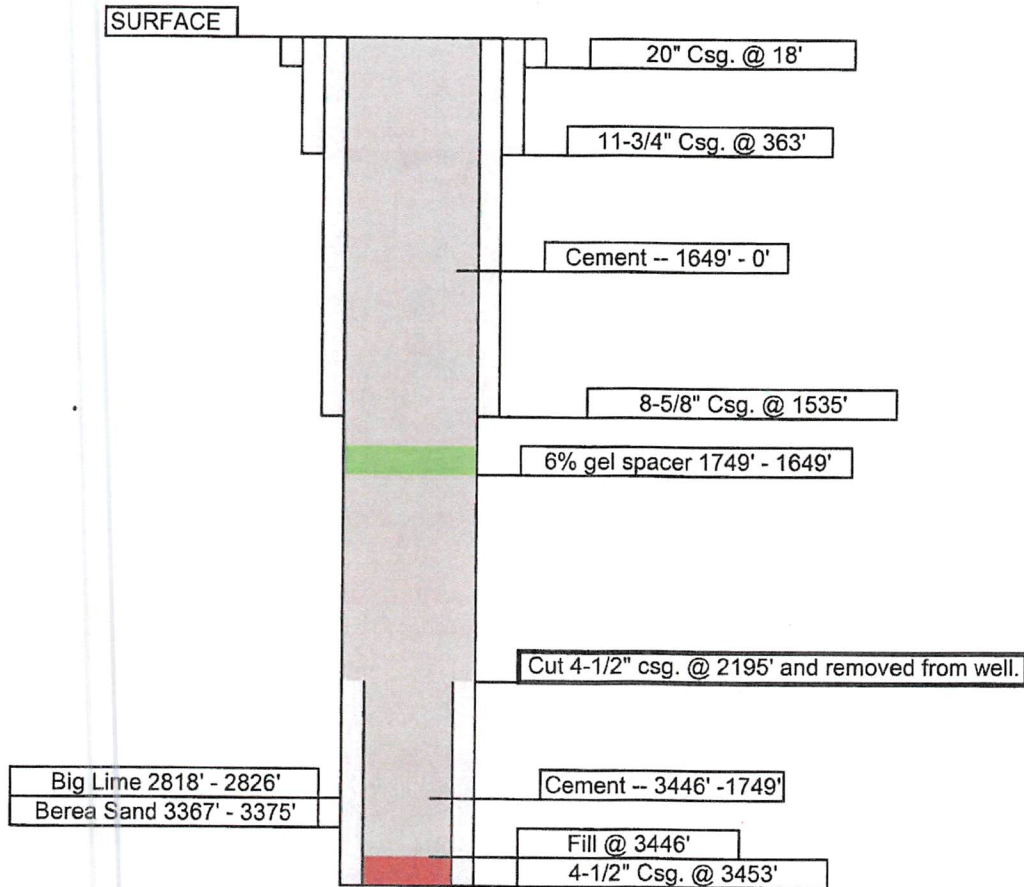 SURFACE
20" Csg. @ 18'
11-3/4" Csg. @ 363'
Cement -- 1649' - 0'
8-5/8" Csg. @ 1535'
6% gel spacer 1749' - 1649'
Cut 4-1/2" csg. @ 2195' and removed from well.
Big Lime 2818' - 2826'
Berea Sand 3367' - 3375'
Cement -- 3446' -1749'
Fill @ 3446'
4-1/2" Csg. @ 3453'